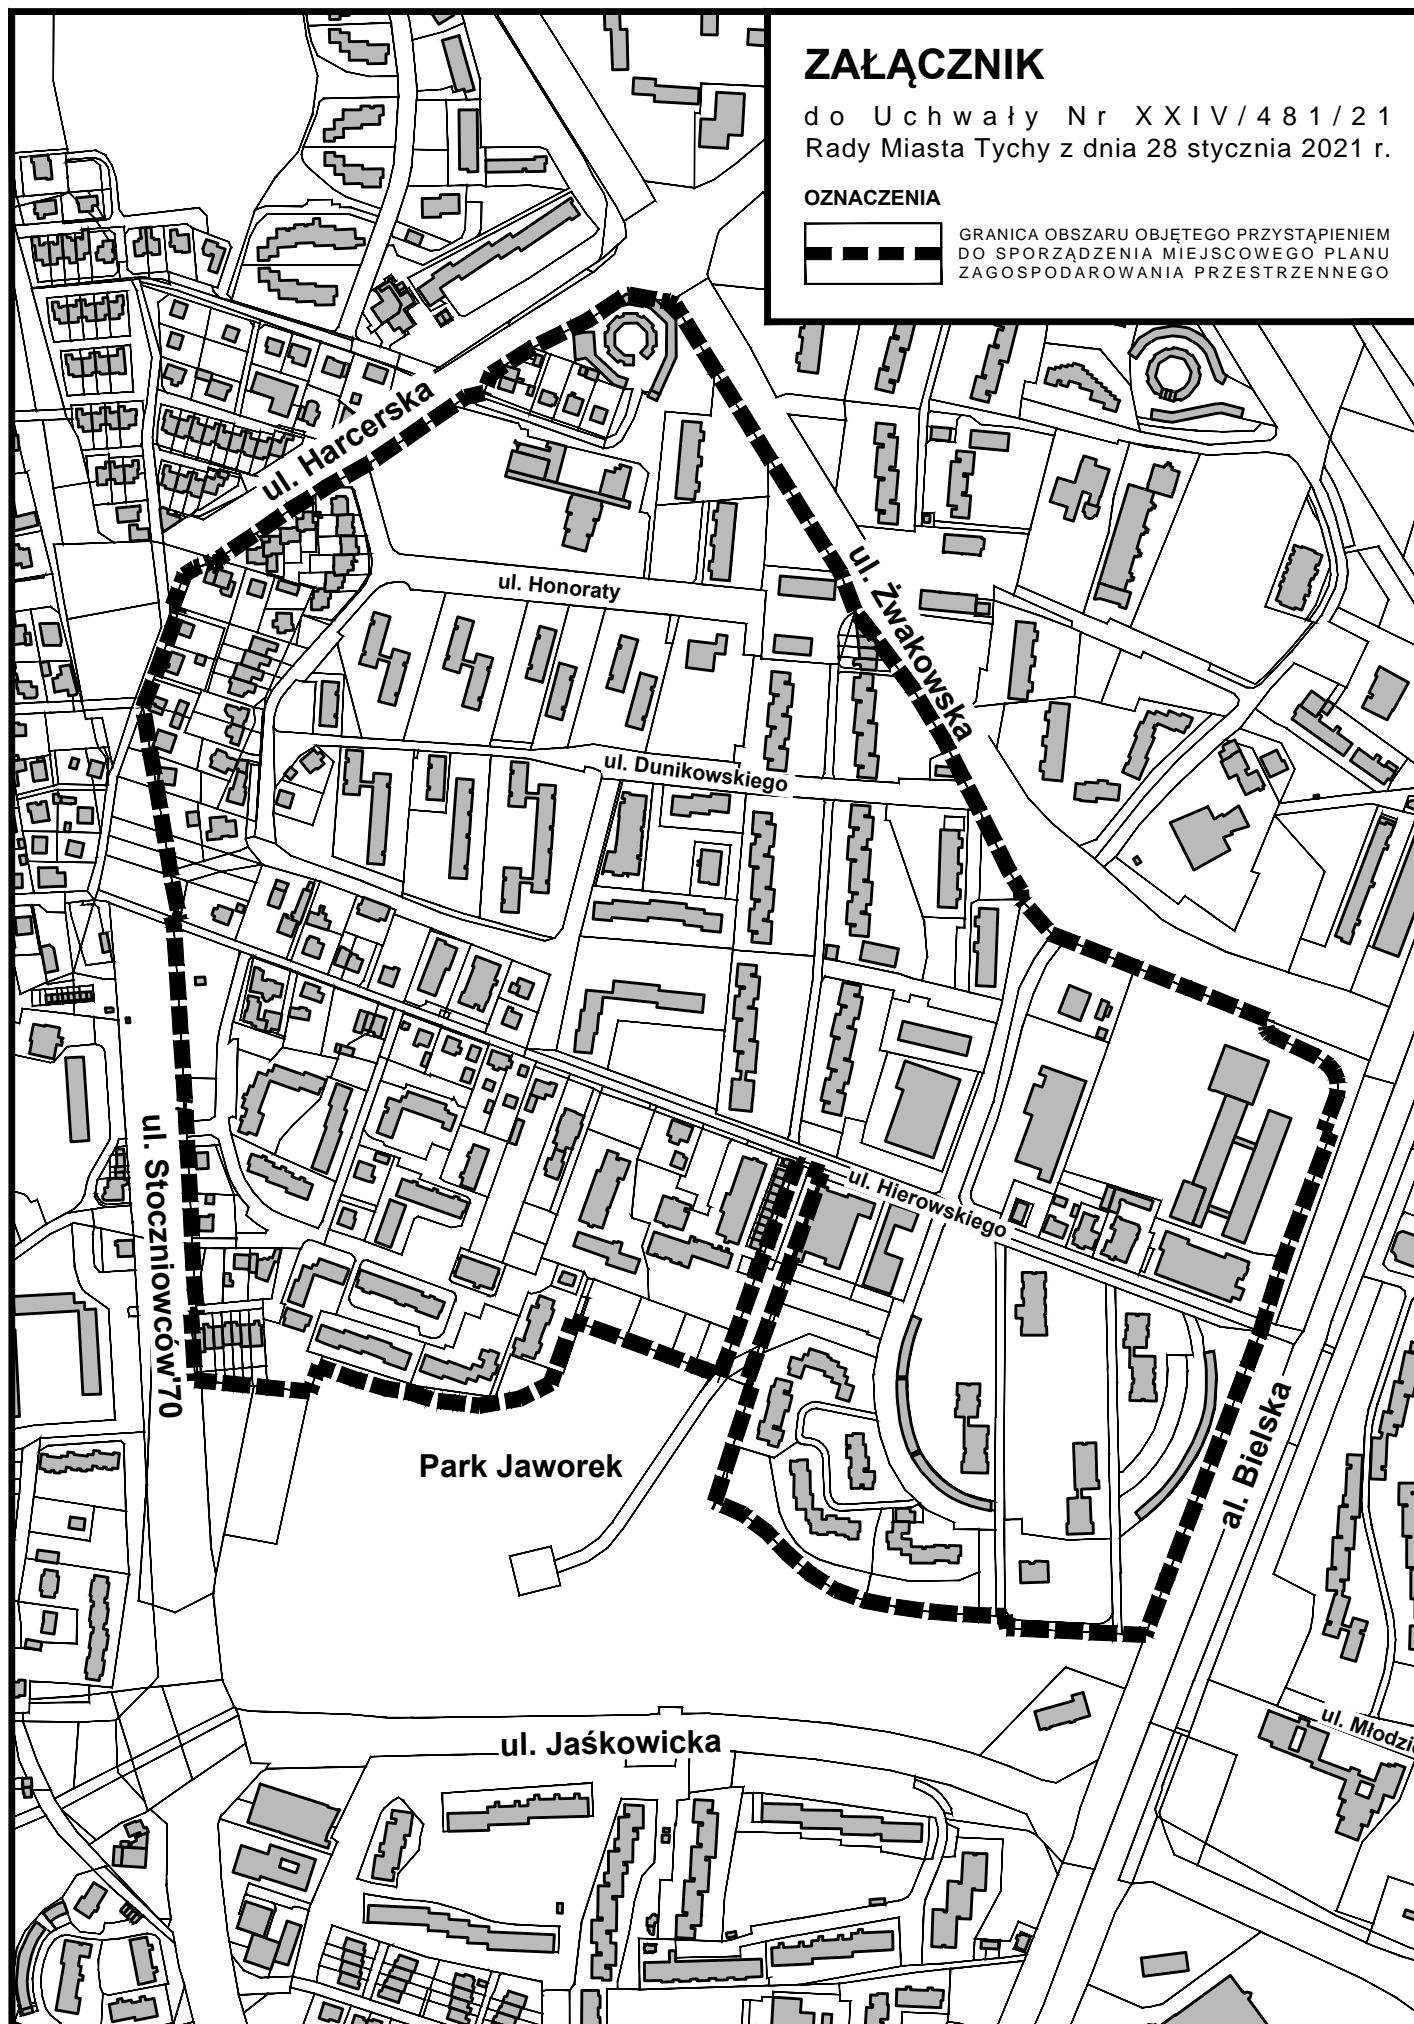 ZAŁĄCZNIK
do Uchwały Nr XXIV/481/21
Rady Miasta Tychy z dnia 28 stycznia 2021 r.
OZNACZENIA
GRANICA OBSZARU OBJĘTEGO PRZYSTĄPIENIEM
DO SPORZĄDZENIA MIEJSCOWEGO PLANU
ZAGOSPODAROWANIA PRZESTRZENNEGO
ul. Harcerska
ul. Honoraty
ul. Żwakowska
ul. Dunikowskiego
ul. Stoczniowców'70
ul. Hierowskiego
al. Bielska
Park Jaworek
ul. Jaśkowicka
ul. Młodzie